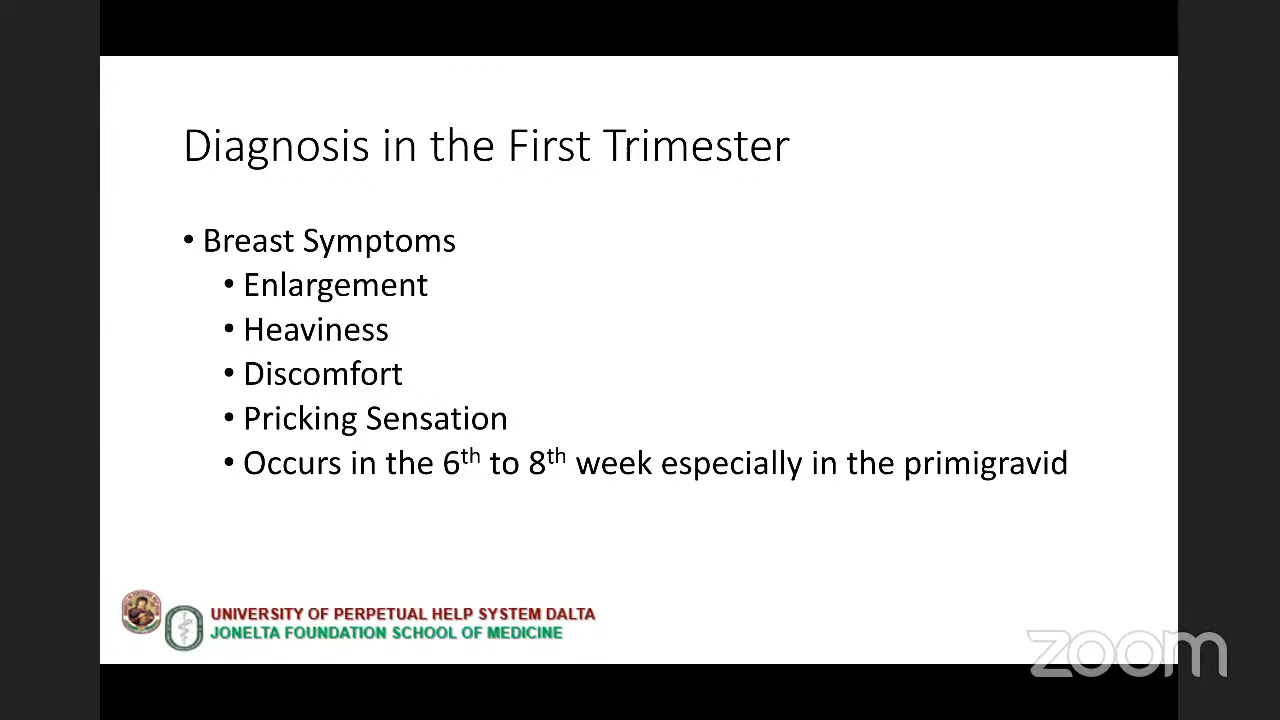 Diagnosis in the First Trimester
• Breast Symptoms
• Enlargement
• Heaviness
• Discomfort
• Pricking Sensation
• Occurs in the 6th to 8th week especially in the primigravid
UNIVERSITY OF PERPETUAL HELP SYSTEM DALTA
JONELTA FOUNDATION SCHOOL OF MEDICINE
zoom